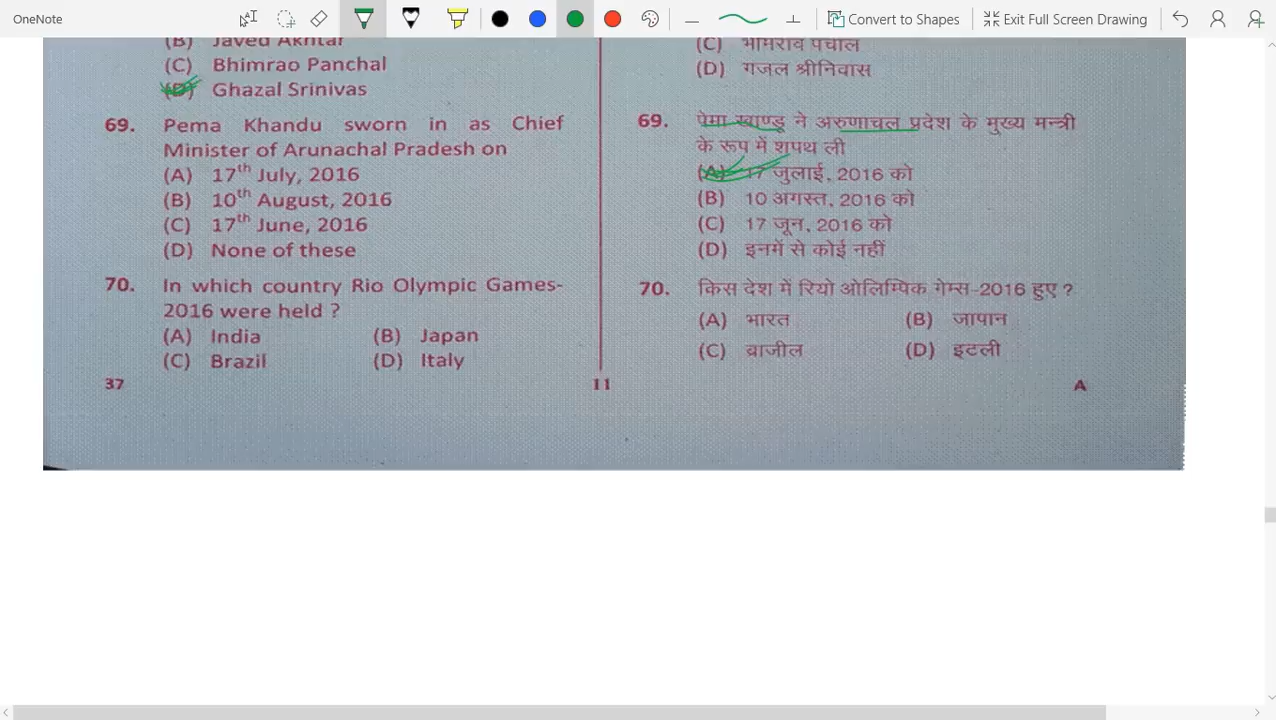 OneNote
Convert to Shapes
Exit Full Screen Drawing
(B) Javed Akhtar
(C) Bhimrao Panchal
(D) Ghazal Srinivas
69. Pema Khandu sworn in as Chief
Minister of Arunachal Pradesh on
(A) 17th July, 2016
(B) 10th August, 2016
(C) 17th June, 2016
(D) None of these
70. In which country Rio Olympic Games-
2016 were held ?
(A) India (B) Japan
(C) Brazil (D) Italy
37
(C) भीमराव पंचाल
(D) गजल श्रीनिवास
69. पेमा खाण्डू ने अरुणाचल प्रदेश के मुख्य मन्त्री
के रूप में शपथ ली
(A) 17 जुलाई, 2016 को
(B) 10 अगस्त, 2016 को
(C) 17 जून, 2016 को
(D) इनमें से कोई नहीं
70. किस देश में रियो ओलिम्पिक गेम्स-2016 हुए ?
(A) भारत (B) जापान
(C) ब्राजील (D) इटली
11
A